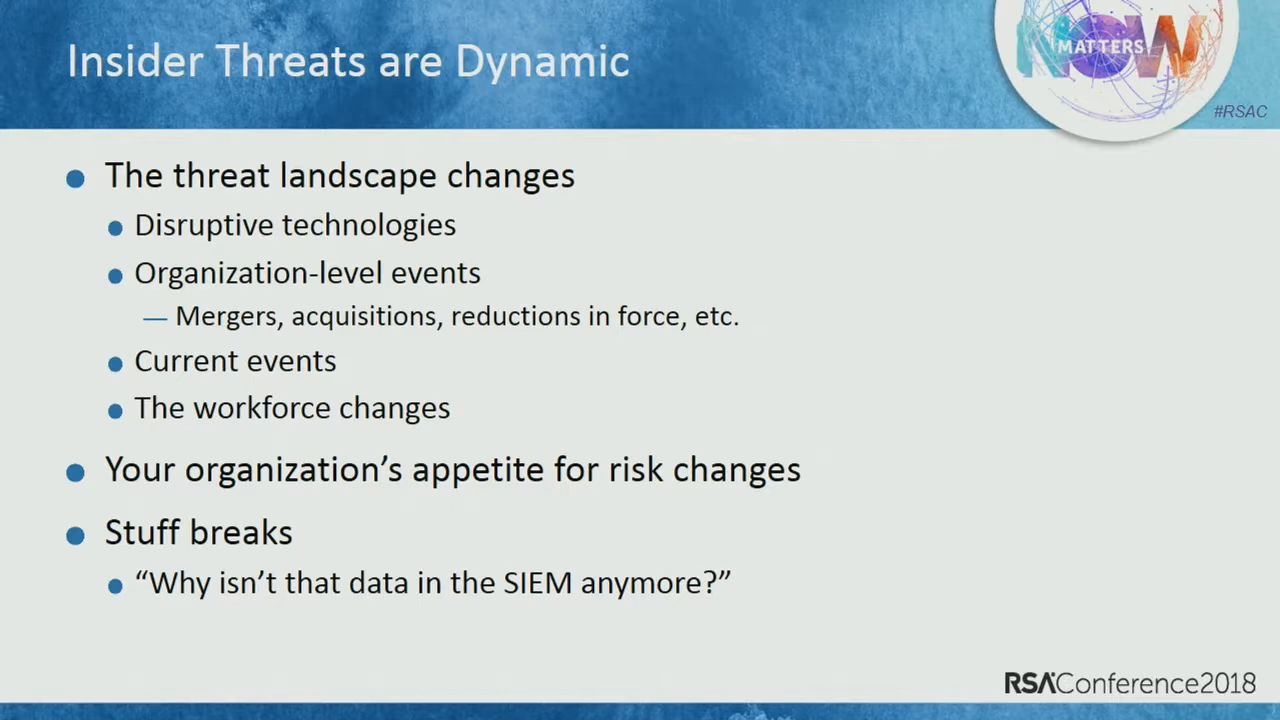 Insider Threats are Dynamic
NOW
MATTERS
#RSAC
The threat landscape changes
Disruptive technologies
Organization-level events
— Mergers, acquisitions, reductions in force, etc.
Current events
The workforce changes
Your organization’s appetite for risk changes
Stuff breaks
“Why isn’t that data in the SIEM anymore?”
RSAConference2018